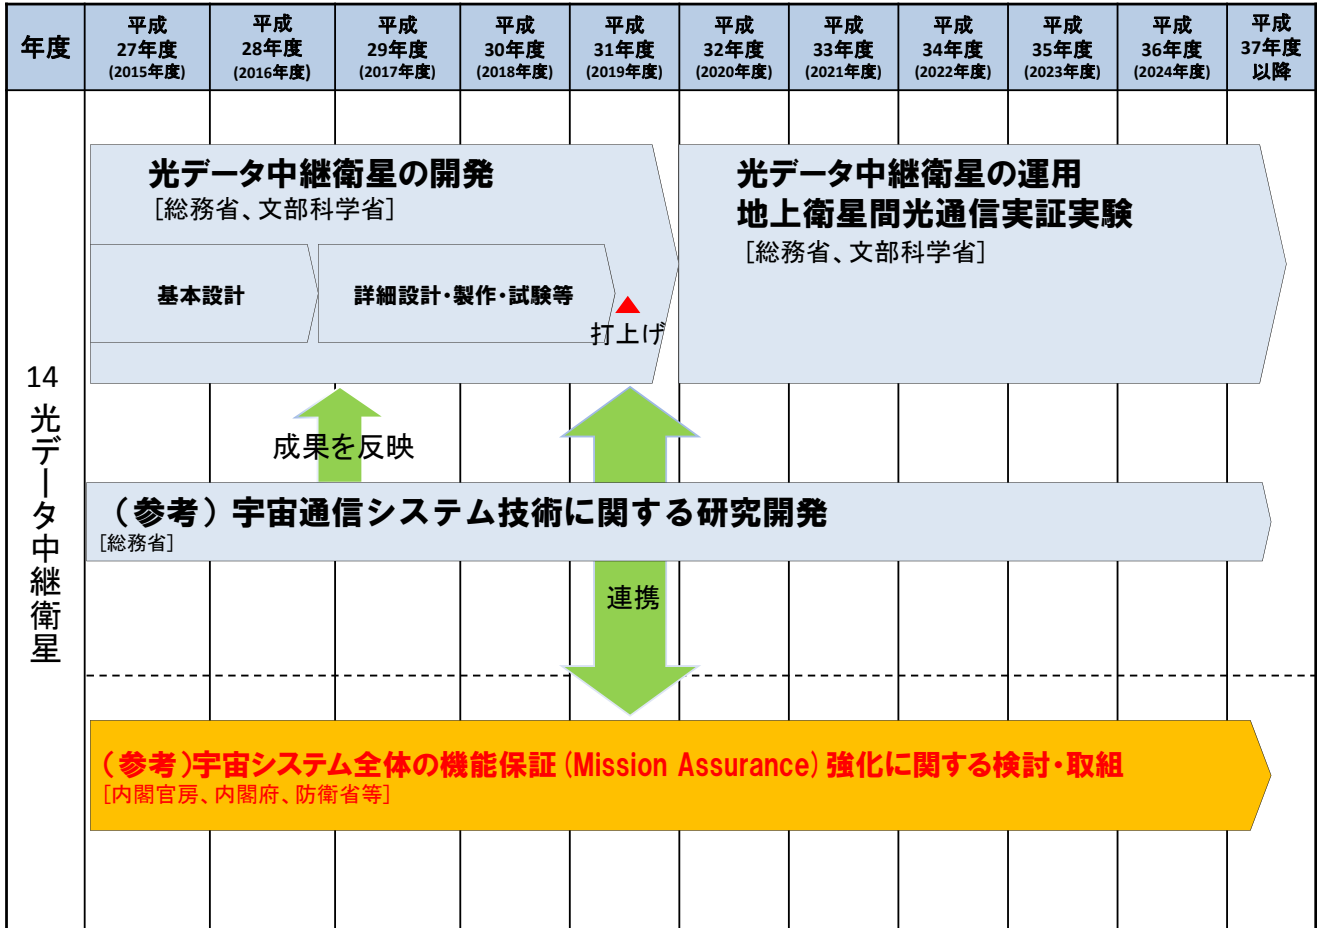 年度
平成
27年度
(2015年度)
平成
28年度
(2016年度)
平成
29年度
(2017年度)
平成
30年度
(2018年度)
平成
31年度
(2019年度)
平成
32年度
(2020年度)
平成
33年度
(2021年度)
平成
34年度
(2022年度)
平成
35年度
(2023年度)
平成
36年度
(2024年度)
平成
37年度
以降
14
光データ中継衛星
光データ中継衛星の開発
[総務省、文部科学省]
基本設計
詳細設計・製作・試験等
打上げ
光データ中継衛星の運用
地上衛星間光通信実証実験
[総務省、文部科学省]
成果を反映
（参考）宇宙通信システム技術に関する研究開発
[総務省]
連携
（参考）宇宙システム全体の機能保証(Mission Assurance)強化に関する検討・取組
[内閣官房、内閣府、防衛省等]